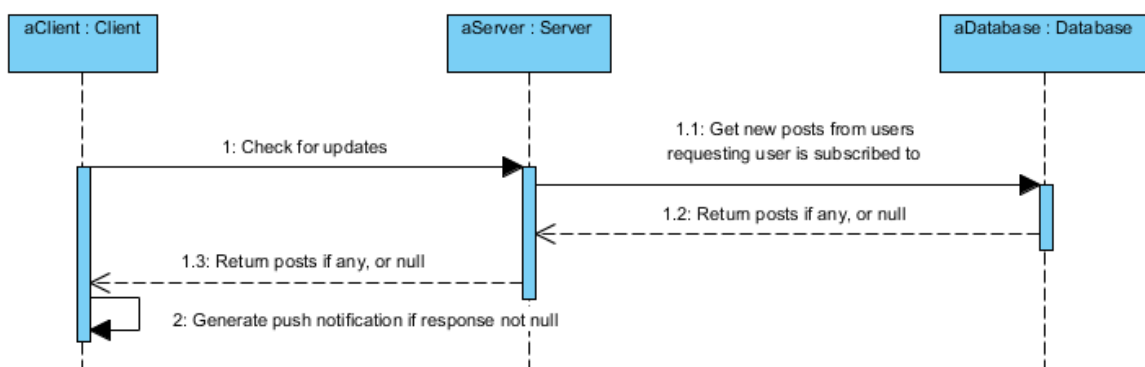 aClient : Client
aServer : Server
aDatabase : Database
1: Check for updates
1.1: Get new posts from users
requesting user is subscribed to
1.2: Return posts if any, or null
1.3: Return posts if any, or null
2: Generate push notification if response not null